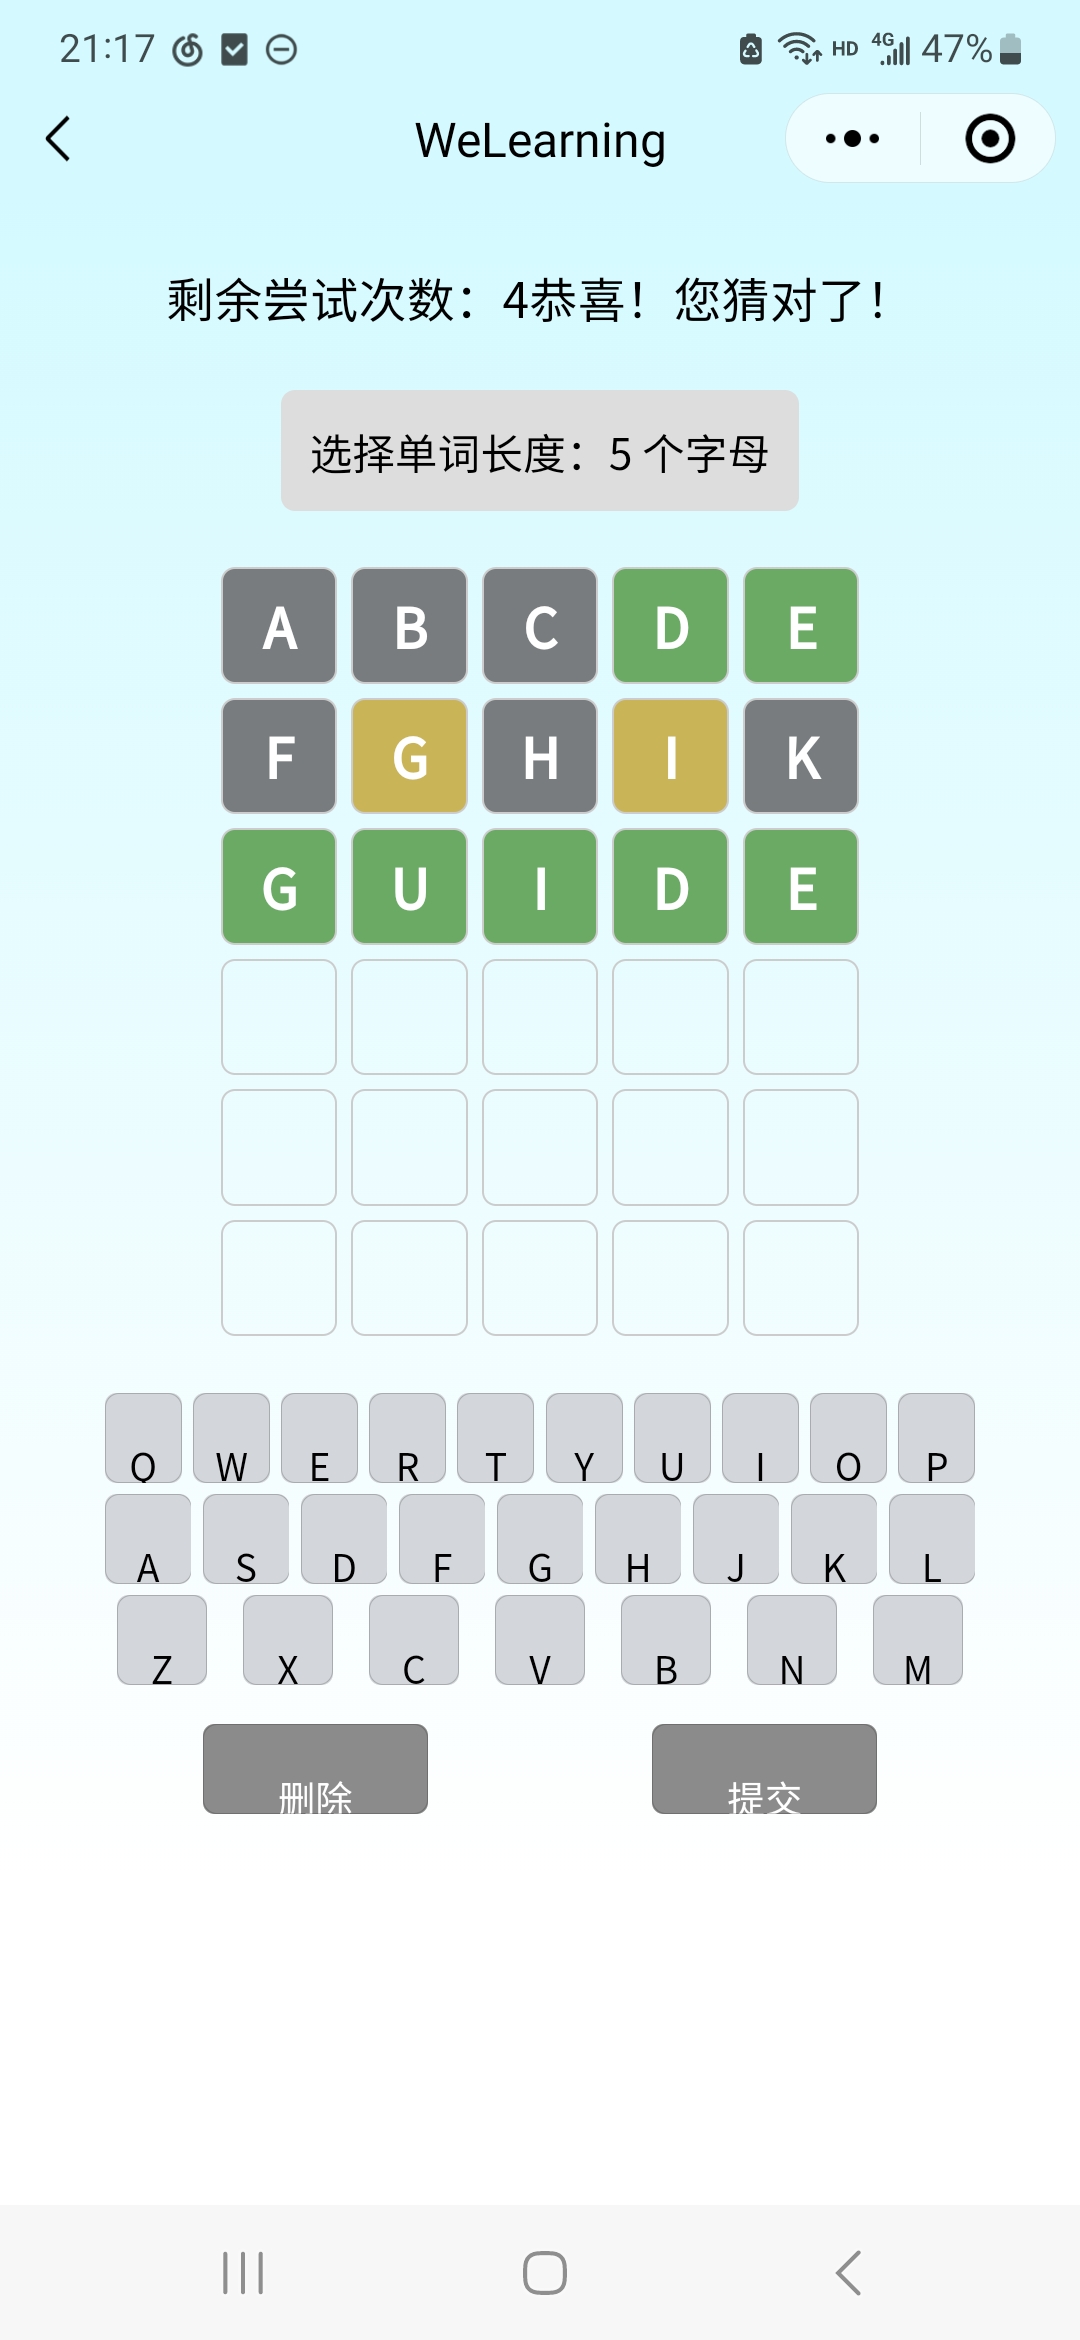 21:17 HD 4G 47%
WeLearning
剩余尝试次数：4恭喜！您猜对了！
选择单词长度：5 个字母
A B C D E
F G H I K
G U I D E
Q W E R T Y U I O P
A S D F G H J K L
Z X C V B N M
删除 提交